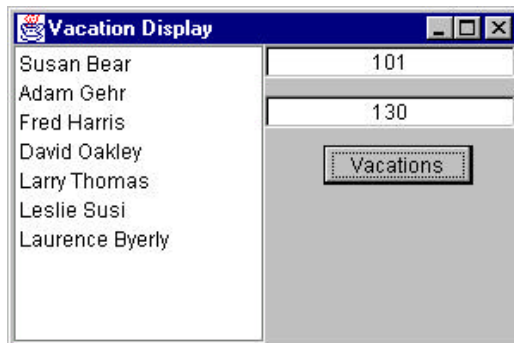 Vacation Display
Susan Bear
Adam Gehr
Fred Harris
David Oakley
Larry Thomas
Leslie Susi
Laurence Byerly
101
130
Vacations